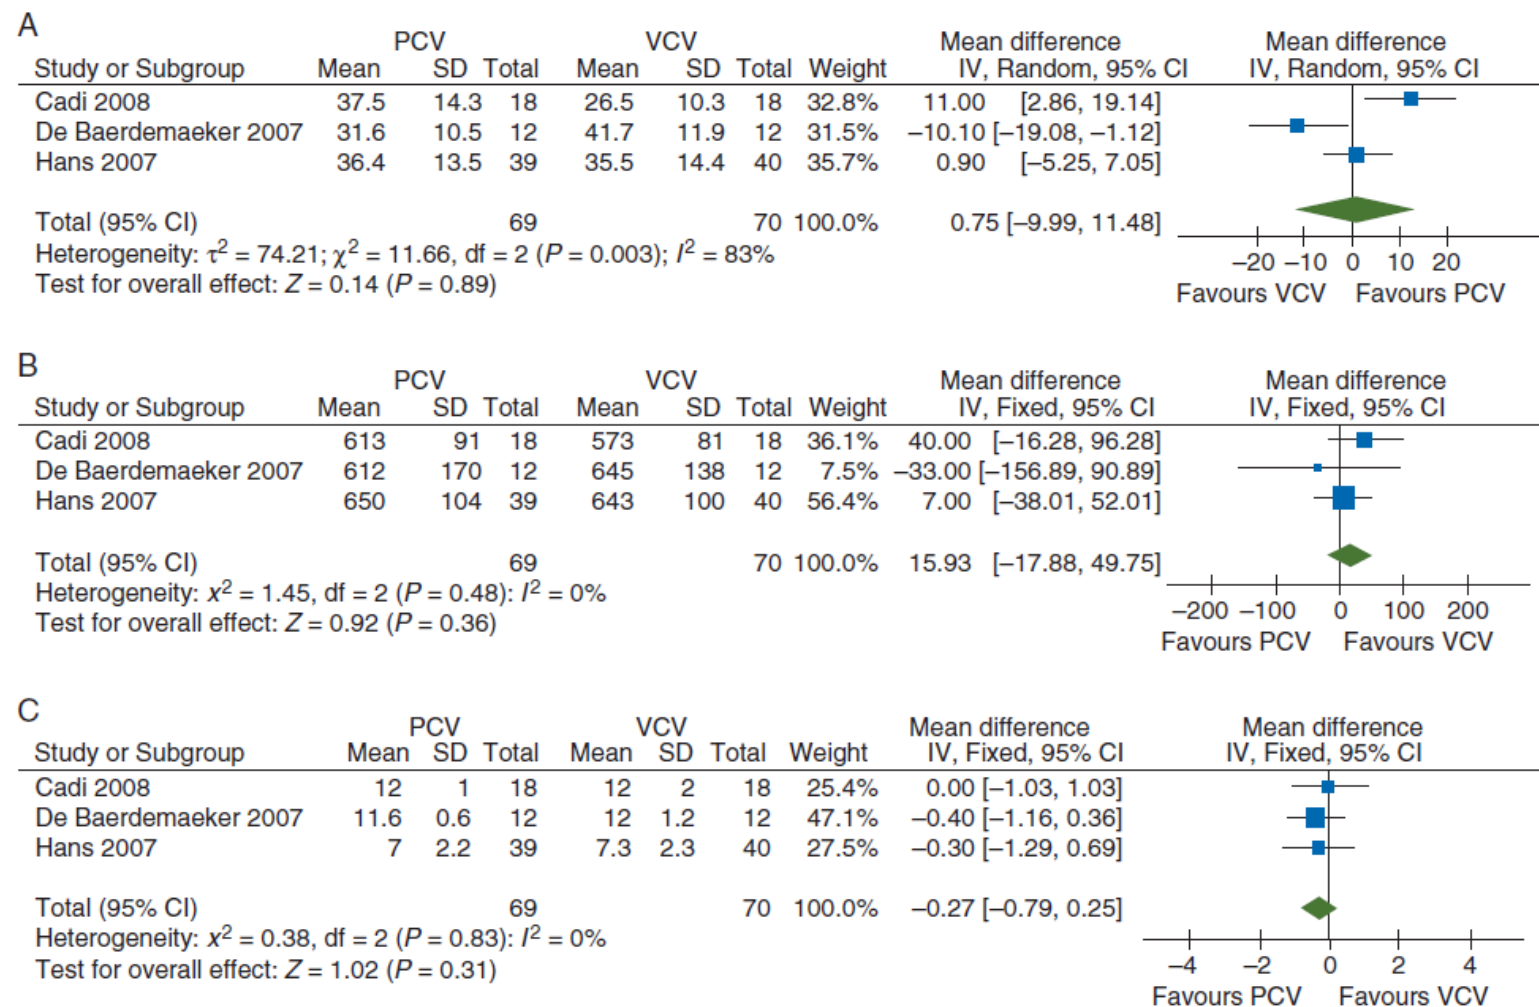 A
PCV VCV Mean difference Mean difference
Study or Subgroup Mean SD Total Mean SD Total Weight IV, Random, 95% CI IV, Random, 95% CI
Cadi 2008 37.5 14.3 18 26.5 10.3 18 32.8% 11.00 [2.86, 19.14]
De Baerdemaeker 2007 31.6 10.5 12 41.7 11.9 12 31.5% −10.10 [−19.08, −1.12]
Hans 2007 36.4 13.5 39 35.5 14.4 40 35.7% 0.90 [−5.25, 7.05]
Total (95% CI) 69 70 100.0% 0.75 [−9.99, 11.48]
Heterogeneity: τ² = 74.21; χ² = 11.66, df = 2 (P = 0.003); I² = 83%
Test for overall effect: Z = 0.14 (P = 0.89)
−20 −10 0 10 20
Favours VCV Favours PCV
B
PCV VCV Mean difference Mean difference
Study or Subgroup Mean SD Total Mean SD Total Weight IV, Fixed, 95% CI IV, Fixed, 95% CI
Cadi 2008 613 91 18 573 81 18 36.1% 40.00 [−16.28, 96.28]
De Baerdemaeker 2007 612 170 12 645 138 12 7.5% −33.00 [−156.89, 90.89]
Hans 2007 650 104 39 643 100 40 56.4% 7.00 [−38.01, 52.01]
Total (95% CI) 69 70 100.0% 15.93 [−17.88, 49.75]
Heterogeneity: x² = 1.45, df = 2 (P = 0.48): I² = 0%
Test for overall effect: Z = 0.92 (P = 0.36)
−200 −100 0 100 200
Favours PCV Favours VCV
C
PCV VCV Mean difference Mean difference
Study or Subgroup Mean SD Total Mean SD Total Weight IV, Fixed, 95% CI IV, Fixed, 95% CI
Cadi 2008 12 1 18 12 2 18 25.4% 0.00 [−1.03, 1.03]
De Baerdemaeker 2007 11.6 0.6 12 12 1.2 12 47.1% −0.40 [−1.16, 0.36]
Hans 2007 7 2.2 39 7.3 2.3 40 27.5% −0.30 [−1.29, 0.69]
Total (95% CI) 69 70 100.0% −0.27 [−0.79, 0.25]
Heterogeneity: x² = 0.38, df = 2 (P = 0.83): I² = 0%
Test for overall effect: Z = 1.02 (P = 0.31)
−4 −2 0 2 4
Favours PCV Favours VCV